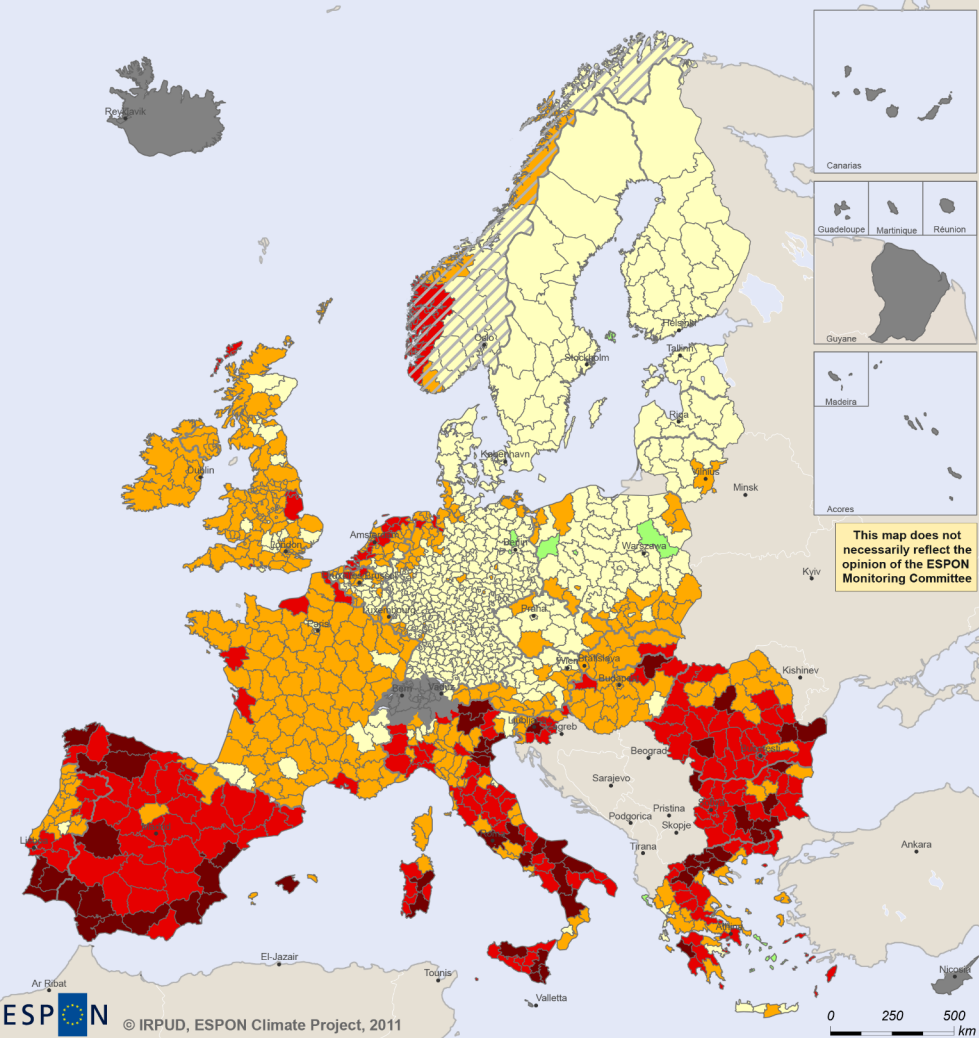 Reykjavik
Canarias
Guadeloupe
Martinique
Réunion
Guyane
Madeira
Acores
This map does not
necessarily reflect the
opinion of the ESPON
Monitoring Committee
Oslo
Helsinki
Tallinn
Stockholm
Riga
København
Vilnius
Minsk
Dublin
London
Amsterdam
Berlin
Warszawa
Kyiv
Luxembourg
Praha
Paris
Wien
Bratislava
Budapest
Kishinev
Bern
Vaduz
Ljubljana
Zagreb
Beograd
Sarajevo
Pristina
Podgorica
Skopje
Tirana
Ankara
El-Jazair
Tounis
Ar Ribat
Valletta
Nicosia
ESPON
© IRPUD, ESPON Climate Project, 2011
0 250 500
km